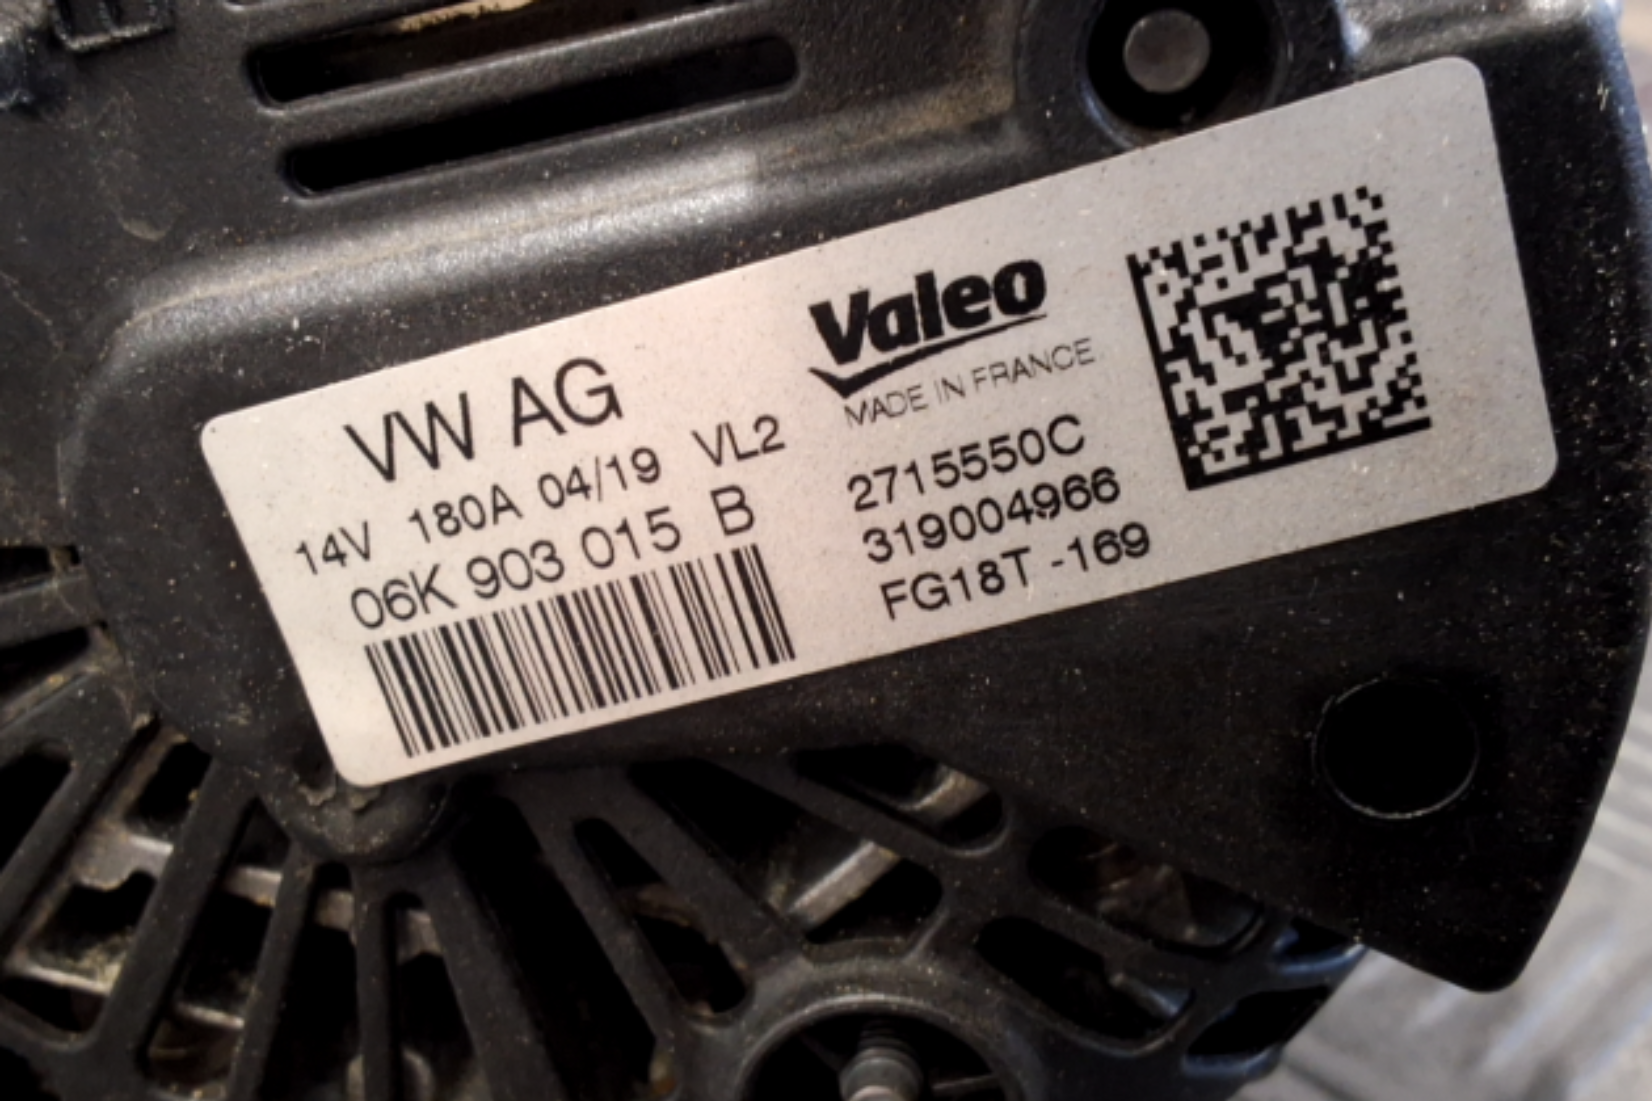 VW AG
14V 180A 04/19 VL2
06K 903 015 B
Valeo
MADE IN FRANCE
2715550C
319004966
FG18T -169